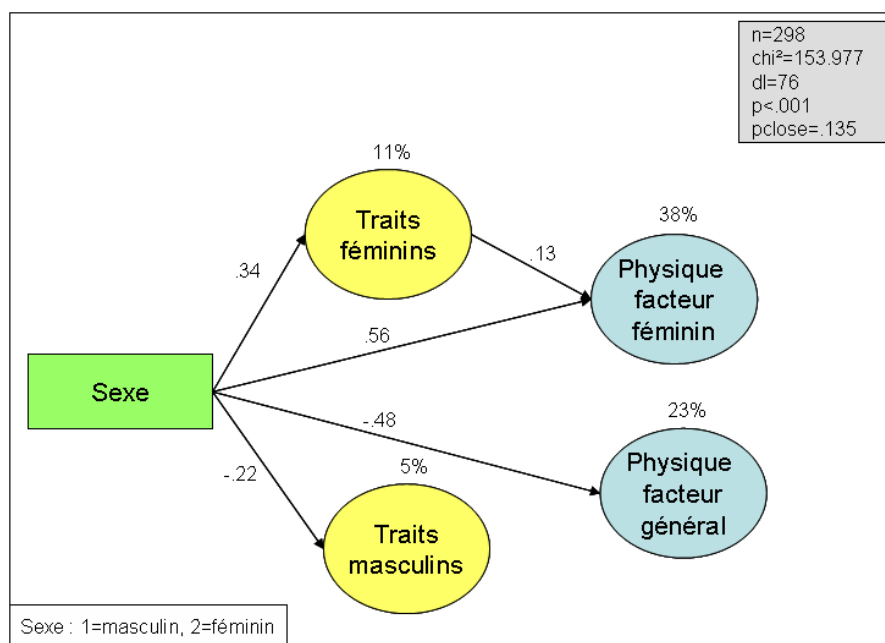 n=298
chi²=153.977
dl=76
p<.001
pclose=.135
11%
Traits
féminins
38%
Physique
facteur
féminin
.13
.34
.56
Sexe
-.48
23%
Physique
facteur
général
-.22
5%
Traits
masculins
Sexe : 1=masculin, 2=féminin